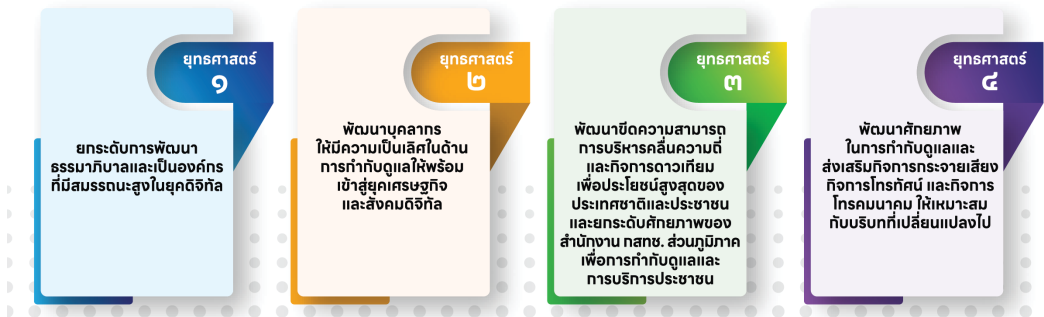 ยุทธศาสตร์
๑
ยกระดับการพัฒนา
ธรรมาภิบาลและเป็นองค์กร
ที่มีสมรรถนะสูงในยุคดิจิทัล
ยุทธศาสตร์
๒
พัฒนาบุคลากร
ให้มีความเป็นเลิศในด้าน
การกำกับดูแลให้พร้อม
เข้าสู่ยุคเศรษฐกิจ
และสังคมดิจิทัล
ยุทธศาสตร์
๓
พัฒนาขีดความสามารถ
การบริหารคลื่นความถี่
และกิจการดาวเทียม
เพื่อประโยชน์สูงสุดของ
ประเทศชาติและประชาชน
และยกระดับศักยภาพของ
สำนักงาน กสทช. ส่วนภูมิภาค
เพื่อการกำกับดูแลและ
การบริการประชาชน
ยุทธศาสตร์
๔
พัฒนาศักยภาพ
ในการกำกับดูแลและ
ส่งเสริมกิจการกระจายเสียง
กิจการโทรทัศน์ และกิจการ
โทรคมนาคม ให้เหมาะสม
กับบริบทที่เปลี่ยนแปลงไป